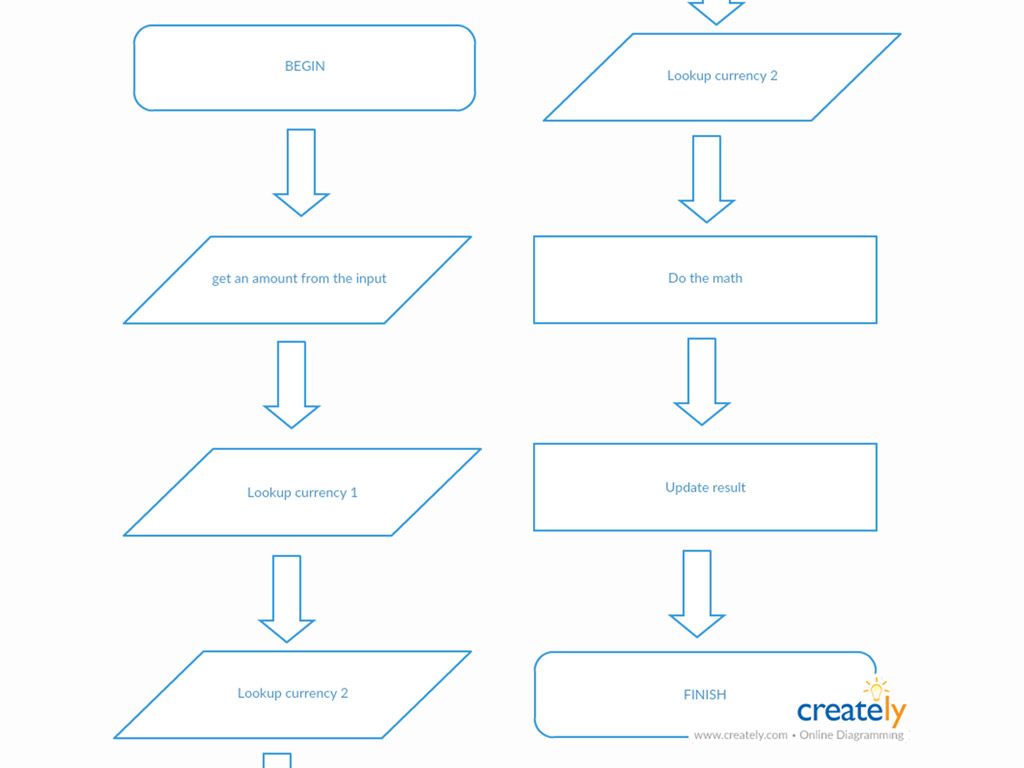 BEGIN
get an amount from the input
Lookup currency 1
Lookup currency 2
Lookup currency 2
Do the math
Update result
FINISH
creately
www.creately.com • Online Diagramming